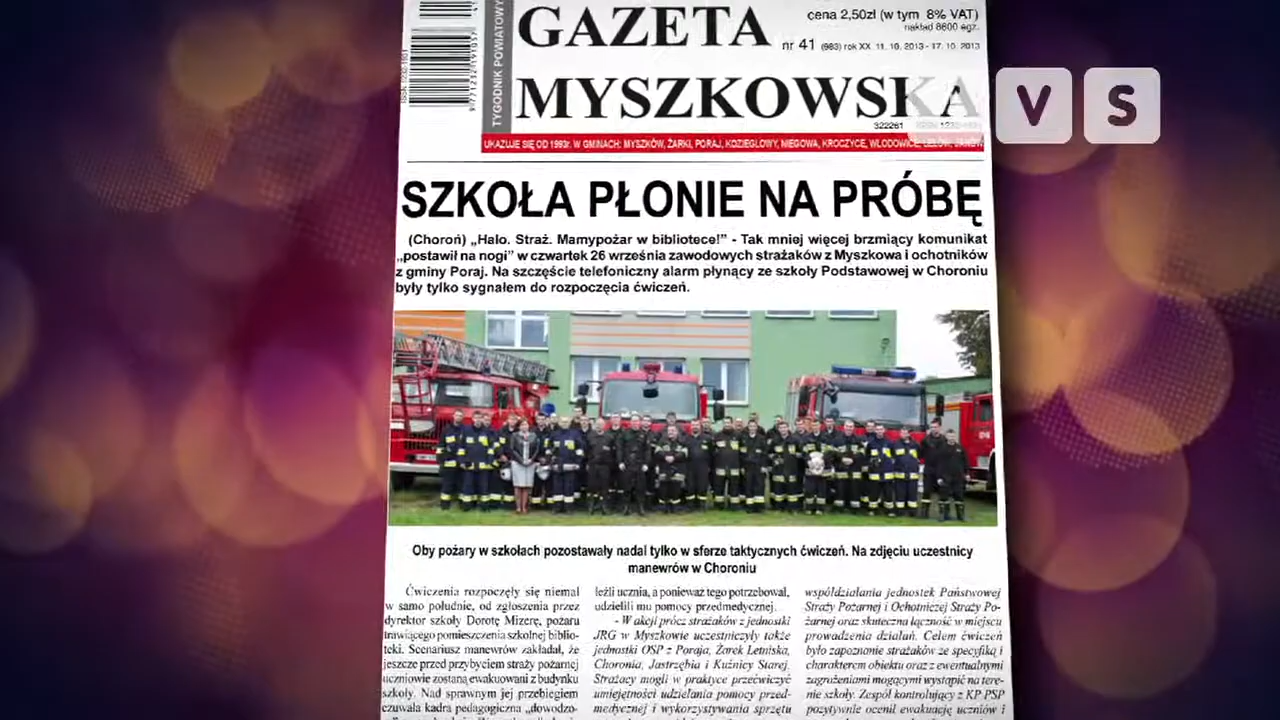 GAZETA
MYSZKOWSKA
TYGODNIK POWIATOWY
cena 2,50zł (w tym 8% VAT)
nakład 8600 egz.
nr 41 (983) rok XX 11. 10. 2013 - 17. 10. 2013
322261
UKAZUJE SIĘ OD 1993r. W GMINACH: MYSZKÓW, ŻARKI, PORAJ, KOZIEGŁOWY, NIEGOWA, KROCZYCE, WŁODOWICE, LELÓW, JANÓW
V S
SZKOŁA PŁONIE NA PRÓBĘ
(Choroń) „Halo. Straż. Mamypożar w bibliotece!” - Tak mniej więcej brzmiący komunikat
„postawił na nogi” w czwartek 26 września zawodowych strażaków z Myszkowa i ochotników
z gminy Poraj. Na szczęście telefoniczny alarm płynący ze szkoły Podstawowej w Choroniu
były tylko sygnałem do rozpoczęcia ćwiczeń.
Oby pożary w szkołach pozostawały nadal tylko w sferze taktycznych ćwiczeń. Na zdjęciu uczestnicy
manewrów w Choroniu
Ćwiczenia rozpoczęły się niemal
w samo południe, od zgłoszenia przez
dyrektor szkoły Dorotę Mizerę, pożaru
trawiącego pomieszczenia szkolnej biblio-
teki. Scenariusz manewrów zakładał, że
jeszcze przed przybyciem straży pożarnej
uczniowie zostaną ewakuowani z budynku
szkoły. Nad sprawnym jej przebiegiem
czuwała kadra pedagogiczna „dowodzo-
leźli ucznia, a ponieważ tego potrzebował,
udzielili mu pomocy przedmedycznej.
- W akcji prócz strażaków z jednostki
JRG w Myszkowie uczestniczyły także
jednostki OSP z Poraja, Żarek Letniska,
Choronia, Jastrzębia i Kuźnicy Starej.
Strażacy mogli w praktyce przećwiczyć
umiejętności udzielania pomocy przed-
medycznej i wykorzystywania sprzętu
współdziałania jednostek Państwowej
Straży Pożarnej i Ochotniczej Straży Po-
żarnej oraz skuteczna łączność w miejscu
prowadzenia działań. Celem ćwiczeń
było zapoznanie strażaków ze specyfiką i
charakterem obiektu oraz z ewentualnymi
zagrożeniami mogącymi wystąpić na tere-
nie szkoły. Zespół kontrolujący z KP PSP
pozytywnie ocenił ewakuację uczniów i